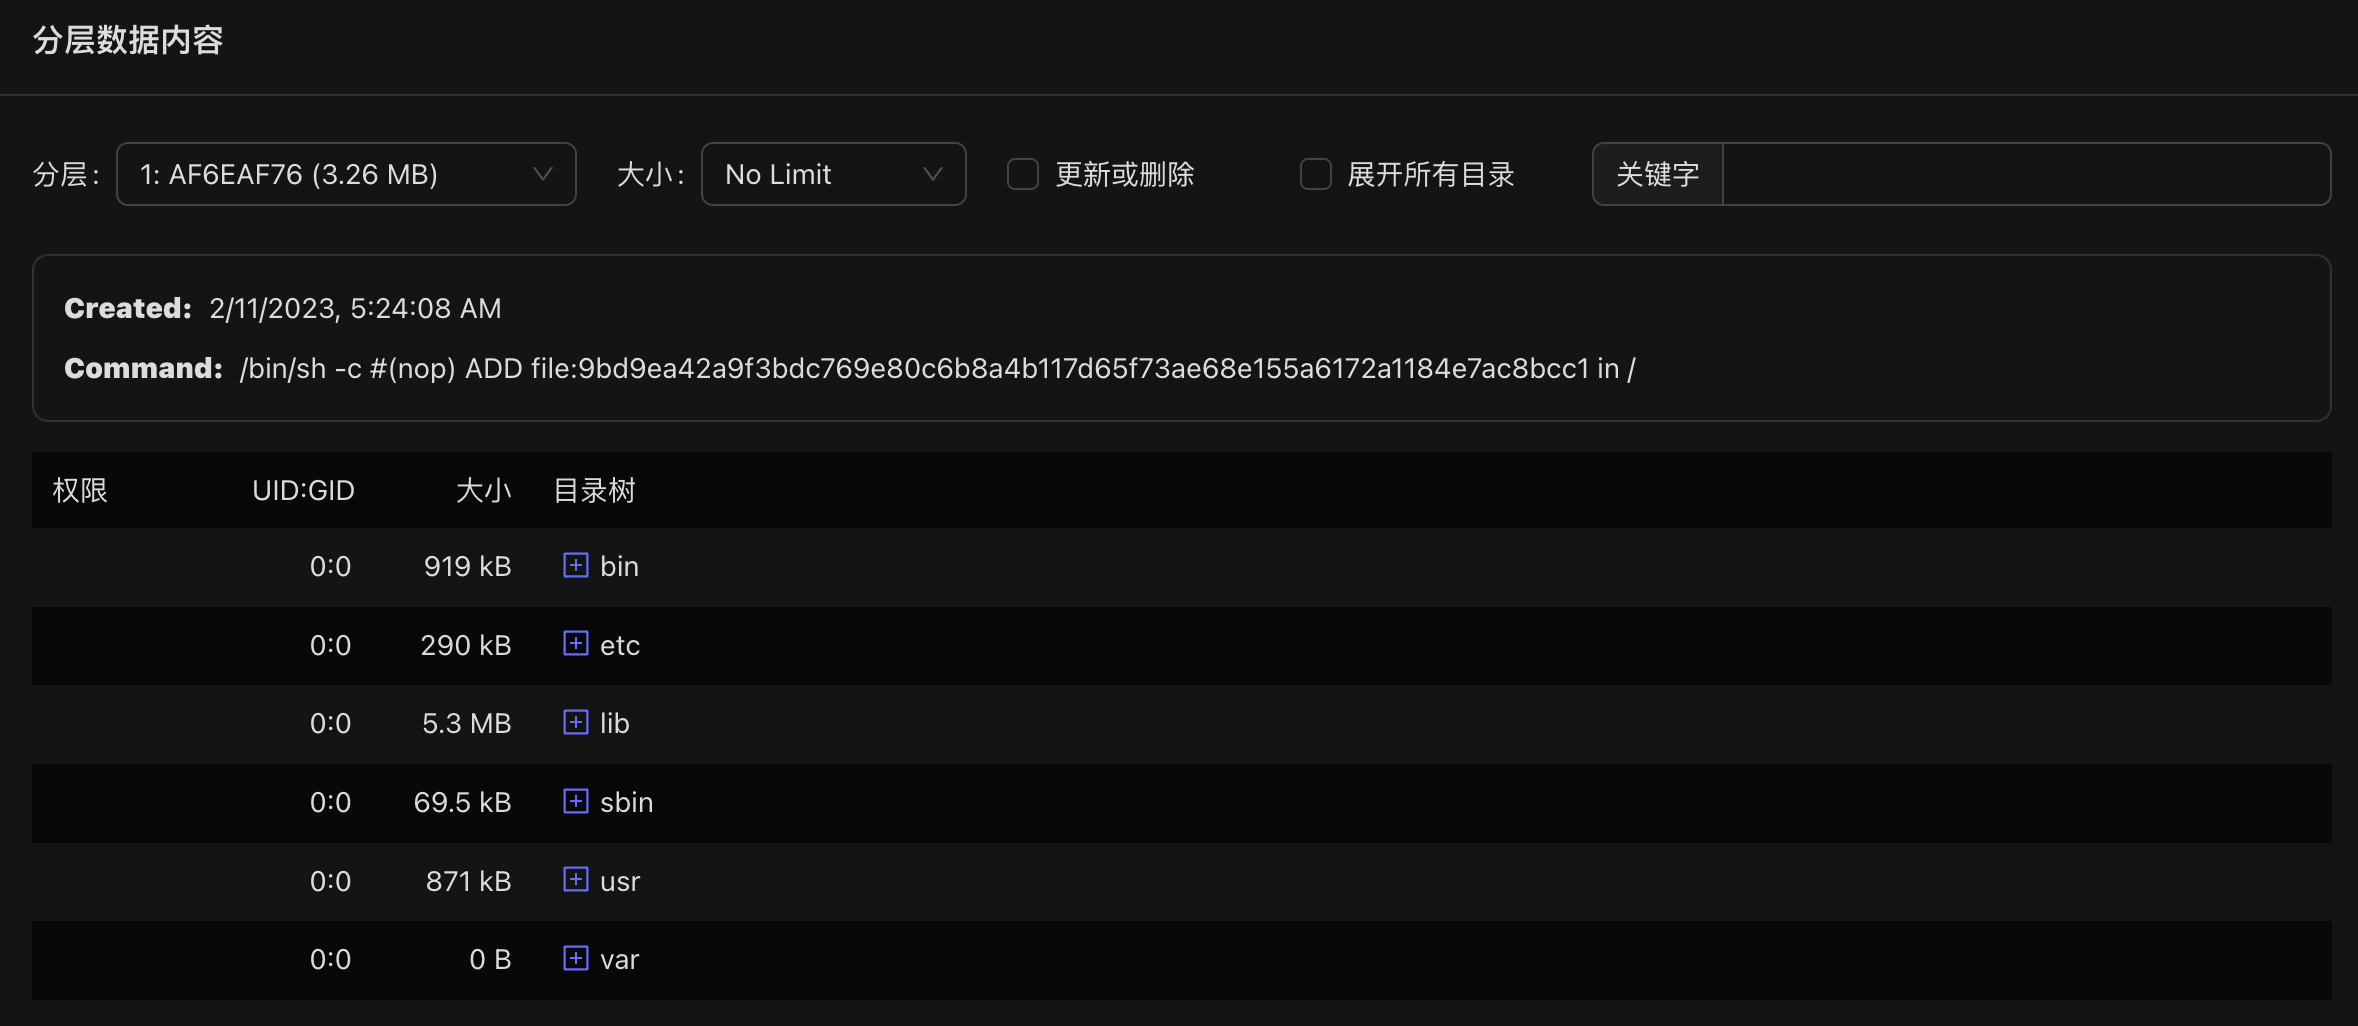 分层数据内容
分层: 1: AF6EAF76 (3.26 MB) 大小: No Limit 更新或删除 展开所有目录 关键字
Created: 2/11/2023, 5:24:08 AM
Command: /bin/sh -c #(nop) ADD file:9bd9ea42a9f3bdc769e80c6b8a4b117d65f73ae68e155a6172a1184e7ac8bcc1 in /
权限 UID:GID 大小 目录树
0:0 919 kB bin
0:0 290 kB etc
0:0 5.3 MB lib
0:0 69.5 kB sbin
0:0 871 kB usr
0:0 0 B var